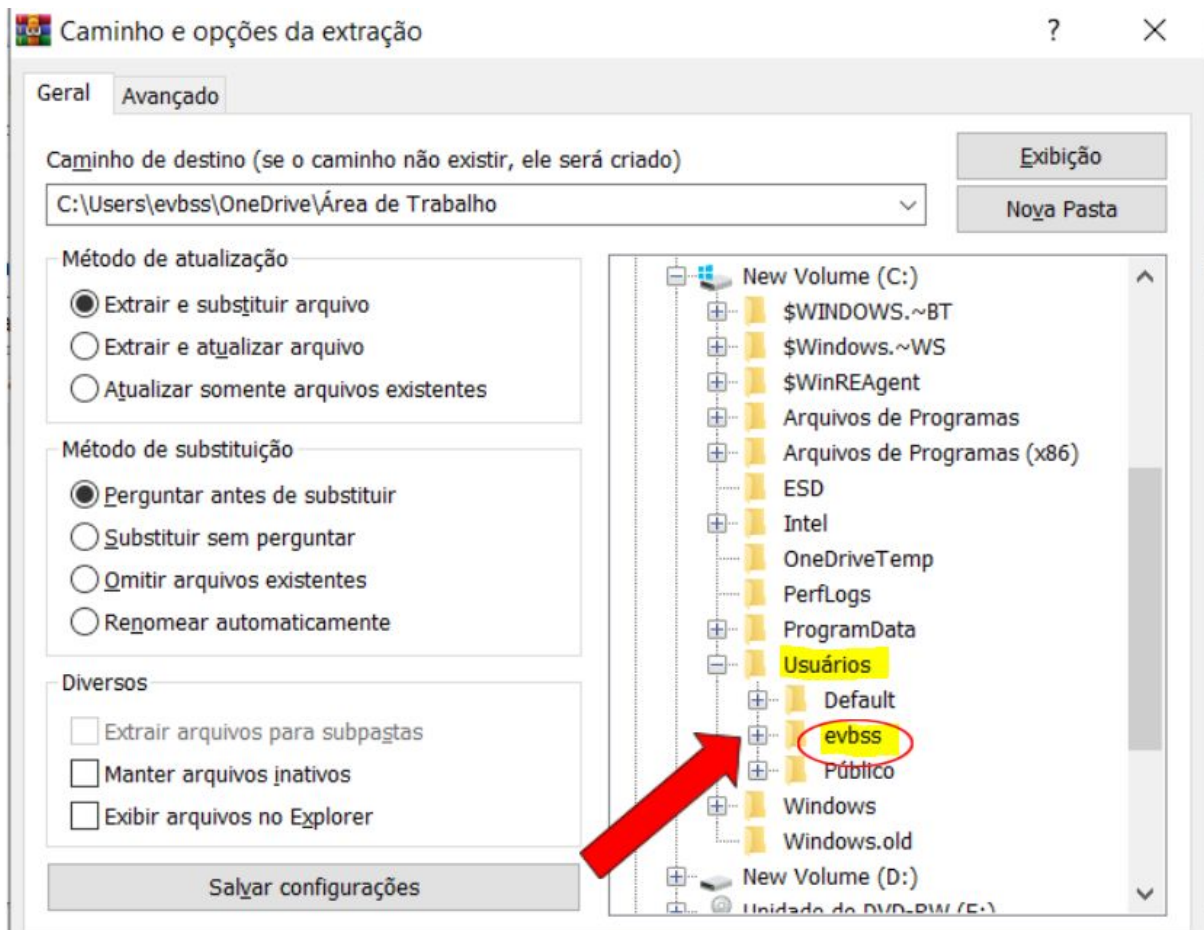 Caminho e opções da extração
?
Geral
Avançado
Caminho de destino (se o caminho não existir, ele será criado)
C:\Users\evbss\OneDrive\Área de Trabalho
Exibição
Nova Pasta
Método de atualização
Extrair e substituir arquivo
Extrair e atualizar arquivo
Atualizar somente arquivos existentes
Método de substituição
Perguntar antes de substituir
Substituir sem perguntar
Omitir arquivos existentes
Renomear automaticamente
Diversos
Extrair arquivos para subpastas
Manter arquivos inativos
Exibir arquivos no Explorer
Salvar configurações
New Volume (C:)
$WINDOWS.~BT
$Windows.~WS
$WinREAgent
Arquivos de Programas
Arquivos de Programas (x86)
ESD
Intel
OneDriveTemp
PerfLogs
ProgramData
Usuários
Default
evbss
Público
Windows
Windows.old
New Volume (D:)
Unidade de DVD-RW (E:)